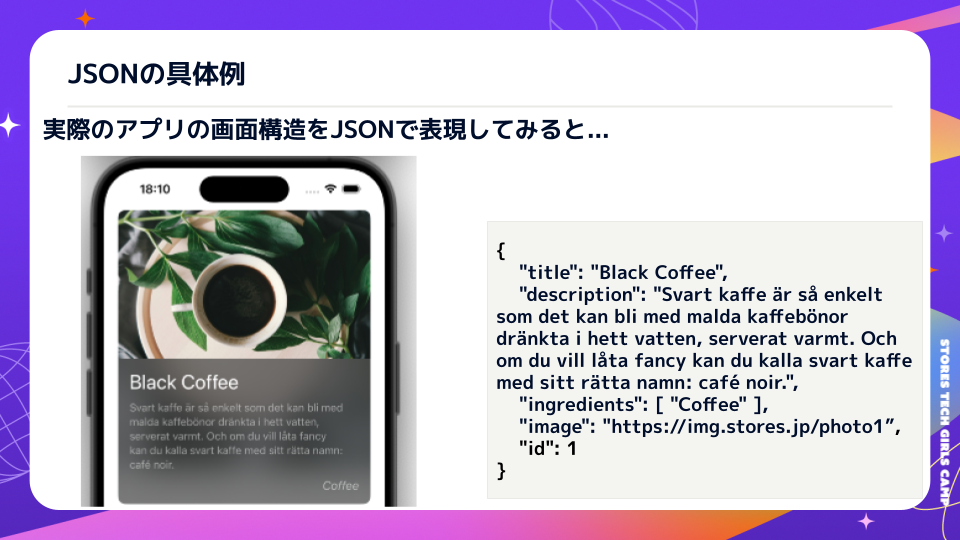 JSONの具体例
実際のアプリの画面構造をJSONで表現してみると...
18:10
Black Coffee
Svart kaffe är så enkelt som det kan bli med
malda kaffebönor dränkta i hett vatten,
serverat varmt. Och om du vill låta fancy
kan du kalla svart kaffe med sitt rätta namn:
café noir.
Coffee
{
"title": "Black Coffee",
"description": "Svart kaffe är så enkelt
som det kan bli med malda kaffebönor
dränkta i hett vatten, serverat varmt. Och
om du vill låta fancy kan du kalla svart kaffe
med sitt rätta namn: café noir.",
"ingredients": [ "Coffee" ],
"image": "https://img.stores.jp/photo1”,
"id": 1
}
STORES TECH GIRLS CAMP